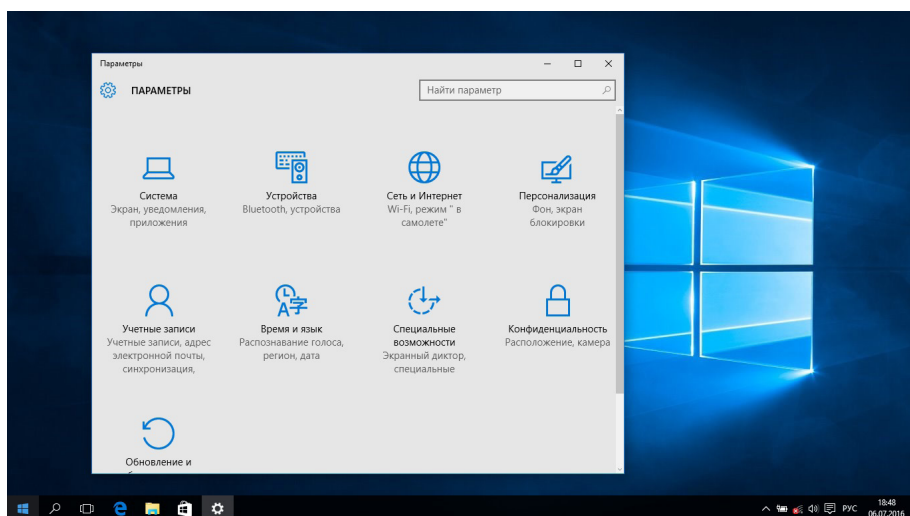 Параметры
ПАРАМЕТРЫ
Найти параметр
Система
Экран, уведомления,
приложения
Устройства
Bluetooth, устройства
Сеть и Интернет
Wi-Fi, режим " в
самолете"
Персонализация
Фон, экран
блокировки
Учетные записи
Учетные записи, адрес
электронной почты,
синхронизация,
Время и язык
Распознавание голоса,
регион, дата
Специальные
возможности
Экранный диктор,
специальные
Конфиденциальность
Расположение, камера
Обновление и
РУС
18:48
06.07.2016